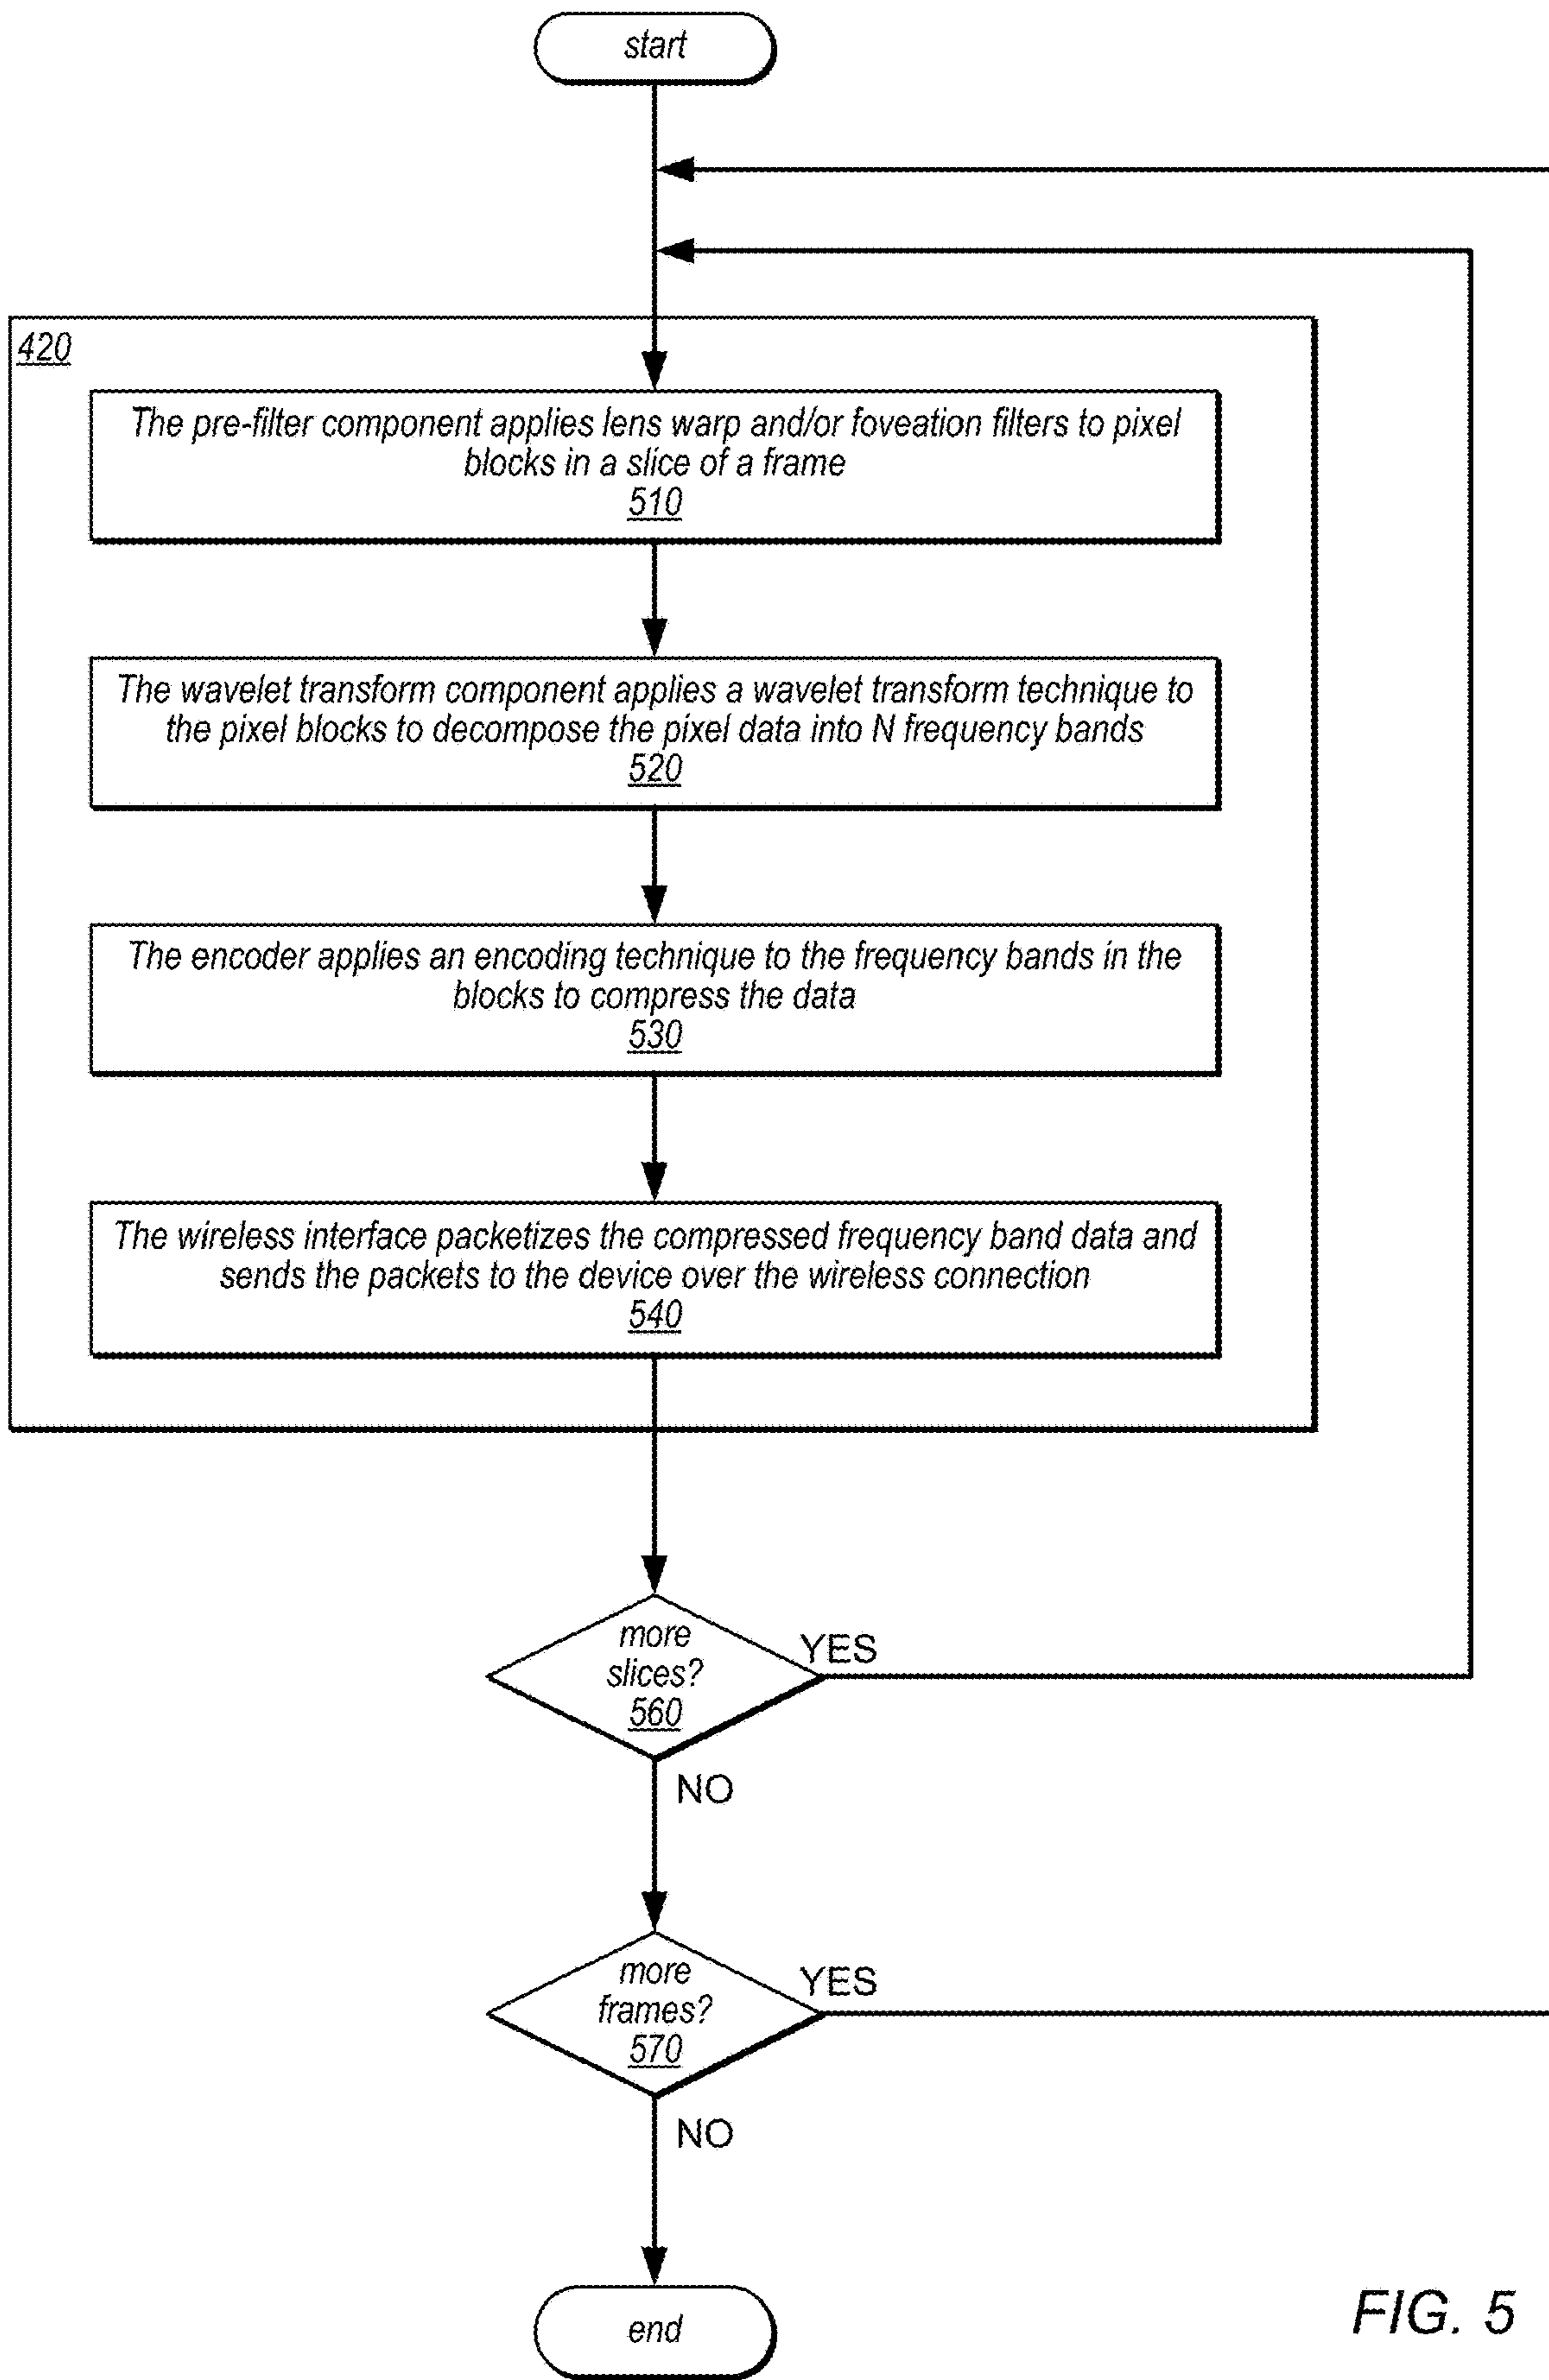 start
420
The pre-filter component applies lens warp and/or foveation filters to pixel
blocks in a slice of a frame
510
The wavelet transform component applies a wavelet transform technique to
the pixel blocks to decompose the pixel data into N frequency bands
520
The encoder applies an encoding technique to the frequency bands in the
blocks to compress the data
530
The wireless interface packetizes the compressed frequency band data and
sends the packets to the device over the wireless connection
540
more
slices?
560
YES
NO
more
frames?
570
YES
NO
end
FIG. 5